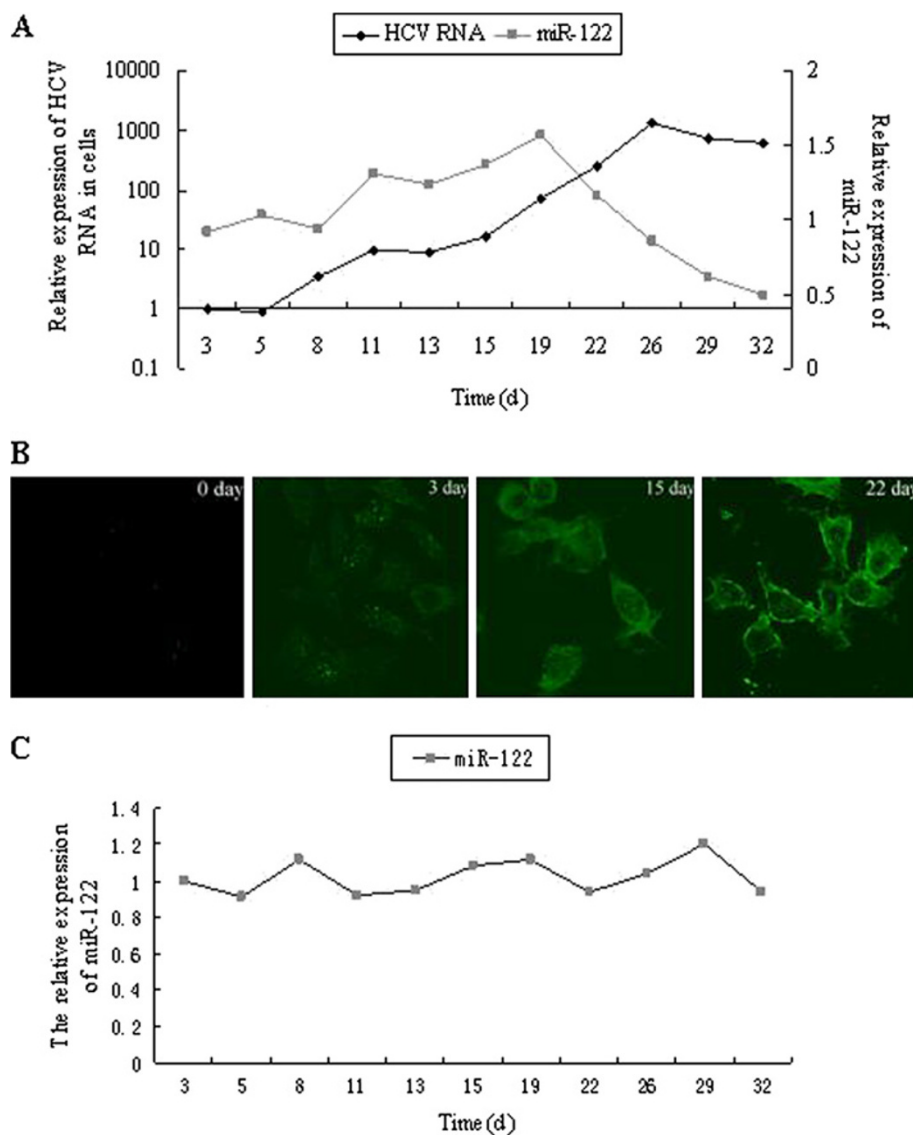 A
HCV RNA
miR-122
Relative expression of HCV
RNA in cells
10000
1000
100
10
1
0.1
2
1.5
1
0.5
0
Relative expression of
miR-122
3 5 8 11 13 15 19 22 26 29 32
Time (d)
B
0 day
3 day
15 day
22 day
C
miR-122
The relative expression
of miR-122
1.4
1.2
1
0.8
0.6
0.4
0.2
0
3 5 8 11 13 15 19 22 26 29 32
Time (d)